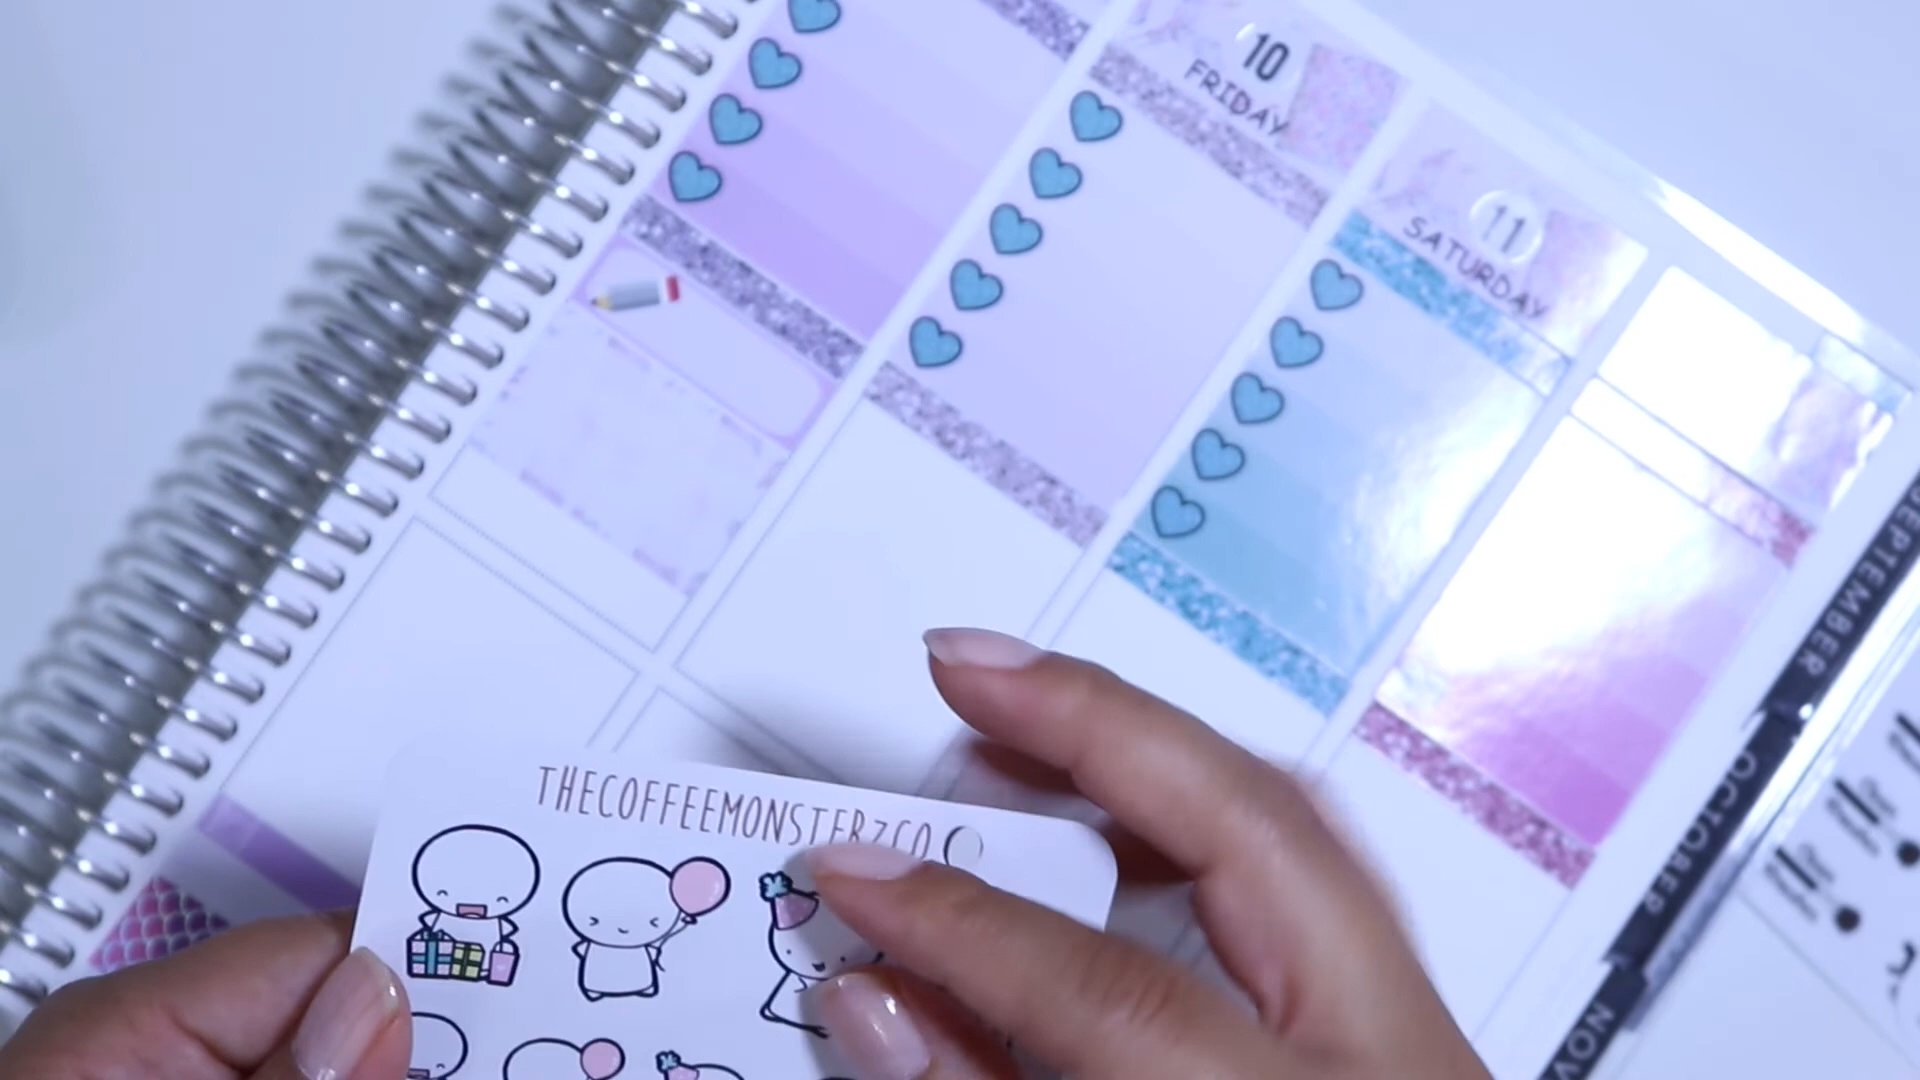 10
FRIDAY
11
SATURDAY
SEPTEMBER
OCTOBER
NOV
THECOFFEEMONSTERZCO